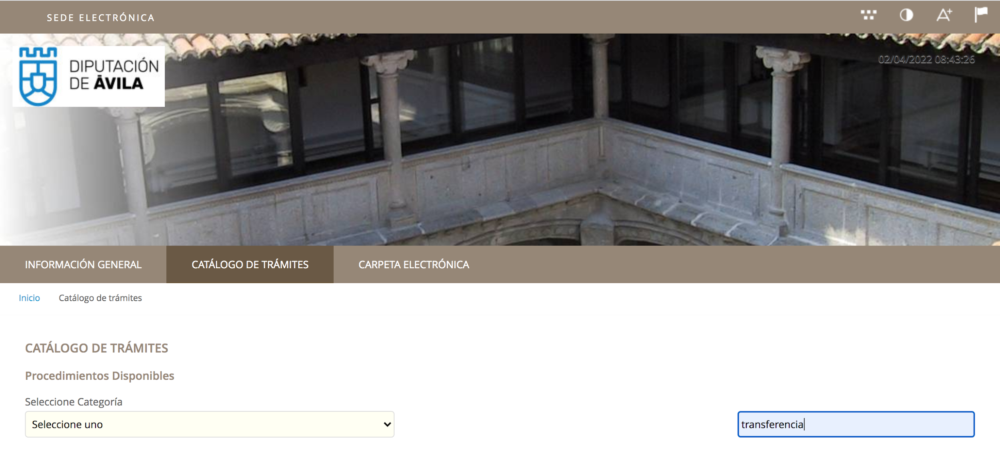 SEDE ELECTRÓNICA
A+
DIPUTACIÓN
DE ÁVILA
02/04/2022 08:43:26
INFORMACIÓN GENERAL
CATÁLOGO DE TRÁMITES
CARPETA ELECTRÓNICA
Inicio
Catálogo de trámites
CATÁLOGO DE TRÁMITES
Procedimientos Disponibles
Seleccione Categoría
Seleccione uno
transferencia